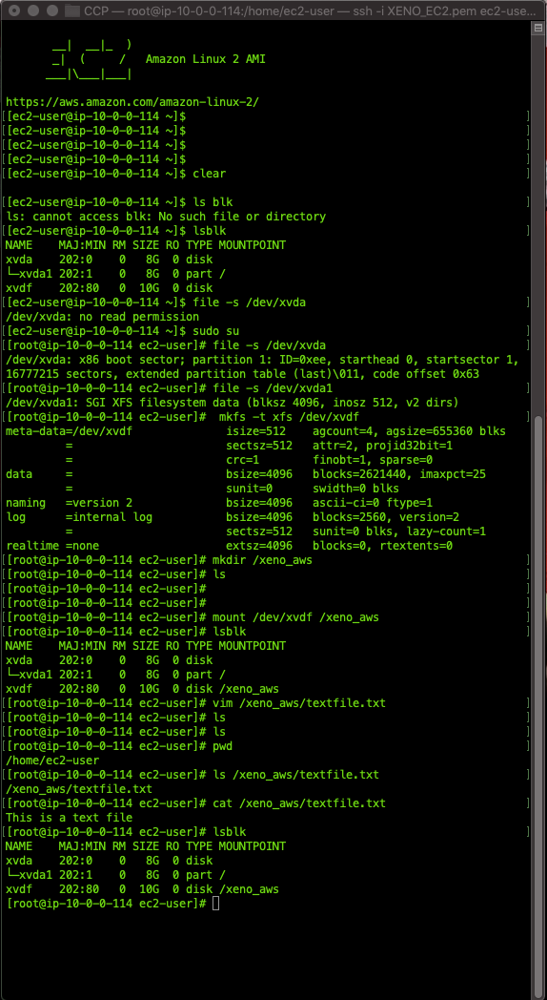 CCP — root@ip-10-0-0-114:/home/ec2-user — ssh -i XENO_EC2.pem ec2-use...
       __|  __|_  )
       _|  (     /   Amazon Linux 2 AMI
      ___|\___|___|
https://aws.amazon.com/amazon-linux-2/
[[ec2-user@ip-10-0-0-114 ~]$ ]
[[ec2-user@ip-10-0-0-114 ~]$ ]
[[ec2-user@ip-10-0-0-114 ~]$ ]
[[ec2-user@ip-10-0-0-114 ~]$ ]
[[ec2-user@ip-10-0-0-114 ~]$ clear ]
[[ec2-user@ip-10-0-0-114 ~]$ ls blk ]
ls: cannot access blk: No such file or directory
[[ec2-user@ip-10-0-0-114 ~]$ lsblk ]
NAME    MAJ:MIN RM SIZE RO TYPE MOUNTPOINT
xvda    202:0    0   8G  0 disk
└─xvda1 202:1    0   8G  0 part /
xvdf    202:80   0  10G  0 disk
[[ec2-user@ip-10-0-0-114 ~]$ file -s /dev/xvda ]
/dev/xvda: no read permission
[[ec2-user@ip-10-0-0-114 ~]$ sudo su ]
[[root@ip-10-0-0-114 ec2-user]# file -s /dev/xvda ]
/dev/xvda: x86 boot sector; partition 1: ID=0xee, starthead 0, startsector 1,
16777215 sectors, extended partition table (last)\011, code offset 0x63
[[root@ip-10-0-0-114 ec2-user]# file -s /dev/xvda1 ]
/dev/xvda1: SGI XFS filesystem data (blksz 4096, inosz 512, v2 dirs)
[[root@ip-10-0-0-114 ec2-user]#  mkfs -t xfs /dev/xvdf ]
meta-data=/dev/xvdf              isize=512    agcount=4, agsize=655360 blks
         =                       sectsz=512   attr=2, projid32bit=1
         =                       crc=1        finobt=1, sparse=0
data     =                       bsize=4096   blocks=2621440, imaxpct=25
         =                       sunit=0      swidth=0 blks
naming   =version 2              bsize=4096   ascii-ci=0 ftype=1
log      =internal log           bsize=4096   blocks=2560, version=2
         =                       sectsz=512   sunit=0 blks, lazy-count=1
realtime =none                   extsz=4096   blocks=0, rtextents=0
[[root@ip-10-0-0-114 ec2-user]# mkdir /xeno_aws ]
[[root@ip-10-0-0-114 ec2-user]# ls ]
[[root@ip-10-0-0-114 ec2-user]# ]
[[root@ip-10-0-0-114 ec2-user]# ]
[[root@ip-10-0-0-114 ec2-user]# mount /dev/xvdf /xeno_aws ]
[[root@ip-10-0-0-114 ec2-user]# lsblk ]
NAME    MAJ:MIN RM SIZE RO TYPE MOUNTPOINT
xvda    202:0    0   8G  0 disk
└─xvda1 202:1    0   8G  0 part /
xvdf    202:80   0  10G  0 disk /xeno_aws
[[root@ip-10-0-0-114 ec2-user]# vim /xeno_aws/textfile.txt ]
[[root@ip-10-0-0-114 ec2-user]# ls ]
[[root@ip-10-0-0-114 ec2-user]# ls ]
[[root@ip-10-0-0-114 ec2-user]# pwd ]
/home/ec2-user
[[root@ip-10-0-0-114 ec2-user]# ls /xeno_aws/textfile.txt ]
/xeno_aws/textfile.txt
[[root@ip-10-0-0-114 ec2-user]# cat /xeno_aws/textfile.txt ]
This is a text file
[[root@ip-10-0-0-114 ec2-user]# lsblk ]
NAME    MAJ:MIN RM SIZE RO TYPE MOUNTPOINT
xvda    202:0    0   8G  0 disk
└─xvda1 202:1    0   8G  0 part /
xvdf    202:80   0  10G  0 disk /xeno_aws
[root@ip-10-0-0-114 ec2-user]#